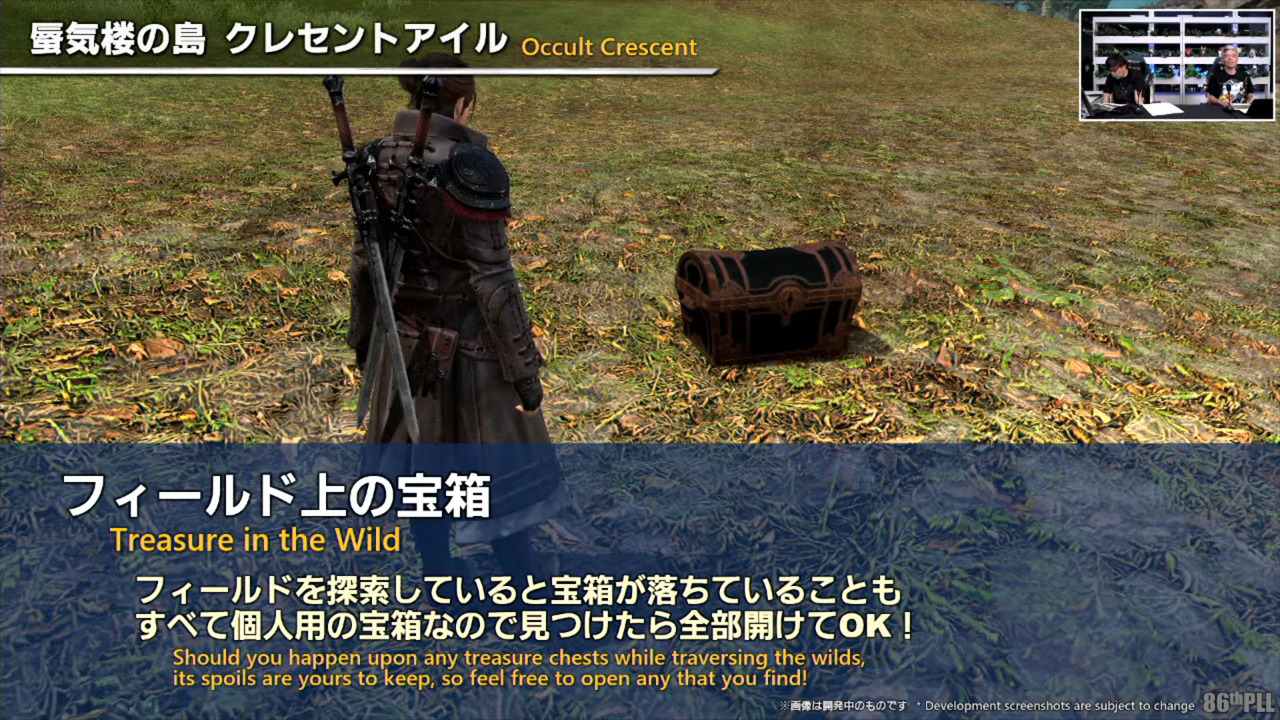 蜃気楼の島 クレセントアイル Occult Crescent
フィールド上の宝箱
Treasure in the Wild
フィールドを探索していると宝箱が落ちていることも
すべて個人用の宝箱なので見つけたら全部開けてOK！
Should you happen upon any treasure chests while traversing the wilds,
its spoils are yours to keep, so feel free to open any that you find!
※画像は開発中のものです * Development screenshots are subject to change 86thPLL